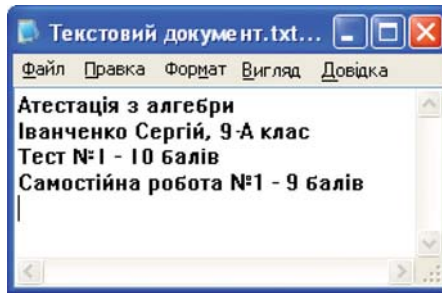 Текстовий документ.txt...
Файл Правка Формат Вигляд Довідка
Атестація з алгебри
Іванченко Сергій, 9-А клас
Тест №1 - 10 балів
Самостійна робота №1 - 9 балів